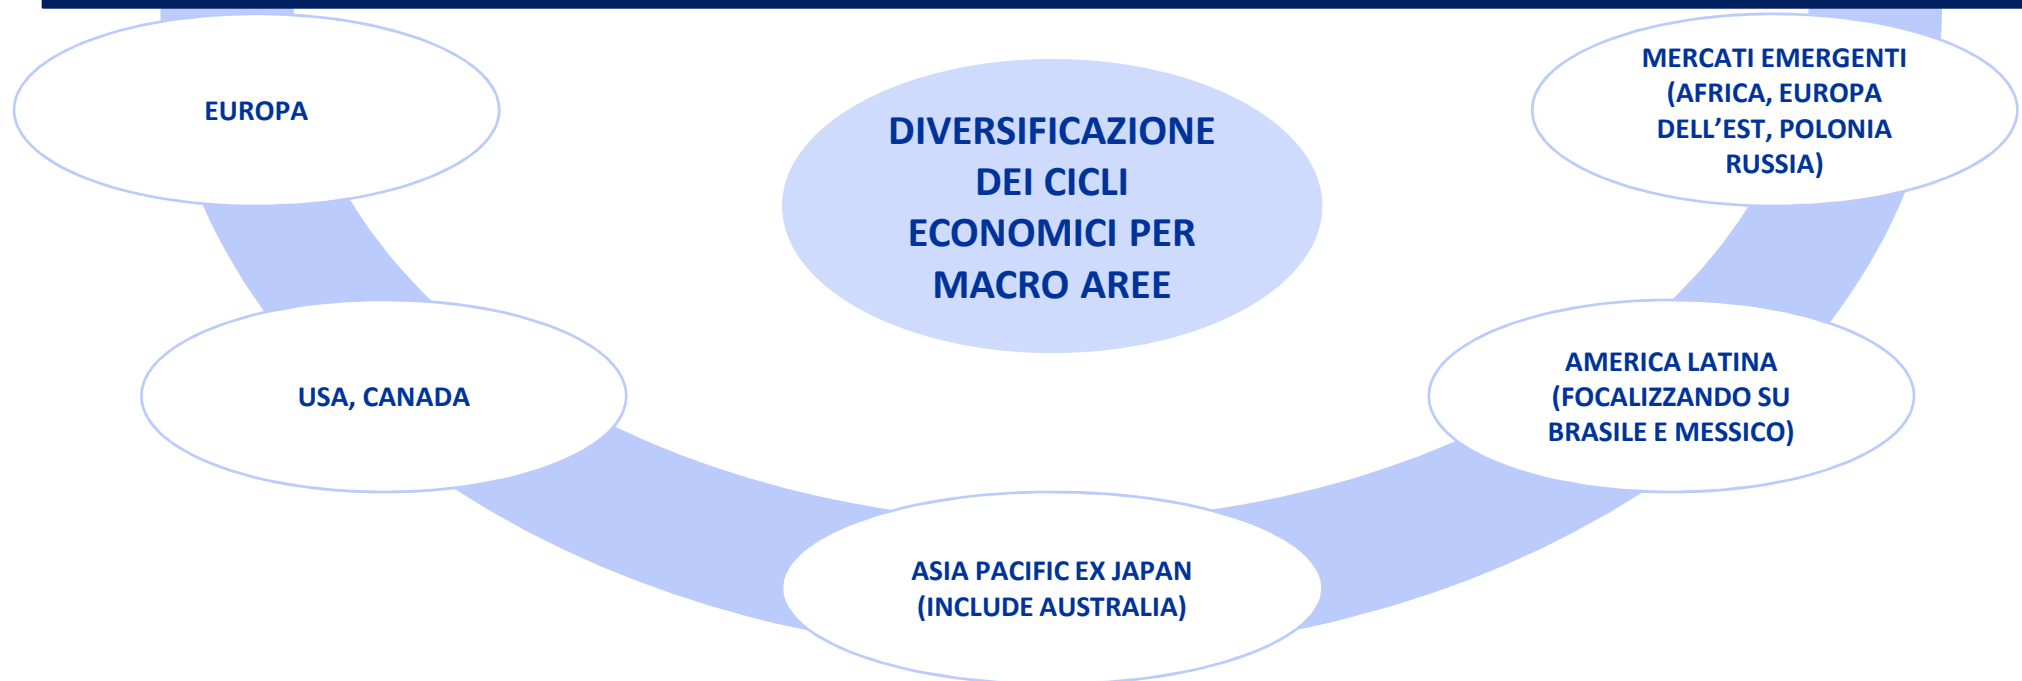 EUROPA
DIVERSIFICAZIONE
DEI CICLI
ECONOMICI PER
MACRO AREE
MERCATI EMERGENTI
(AFRICA, EUROPA
DELL’EST, POLONIA
RUSSIA)
USA, CANADA
AMERICA LATINA
(FOCALIZZANDO SU
BRASILE E MESSICO)
ASIA PACIFIC EX JAPAN
(INCLUDE AUSTRALIA)